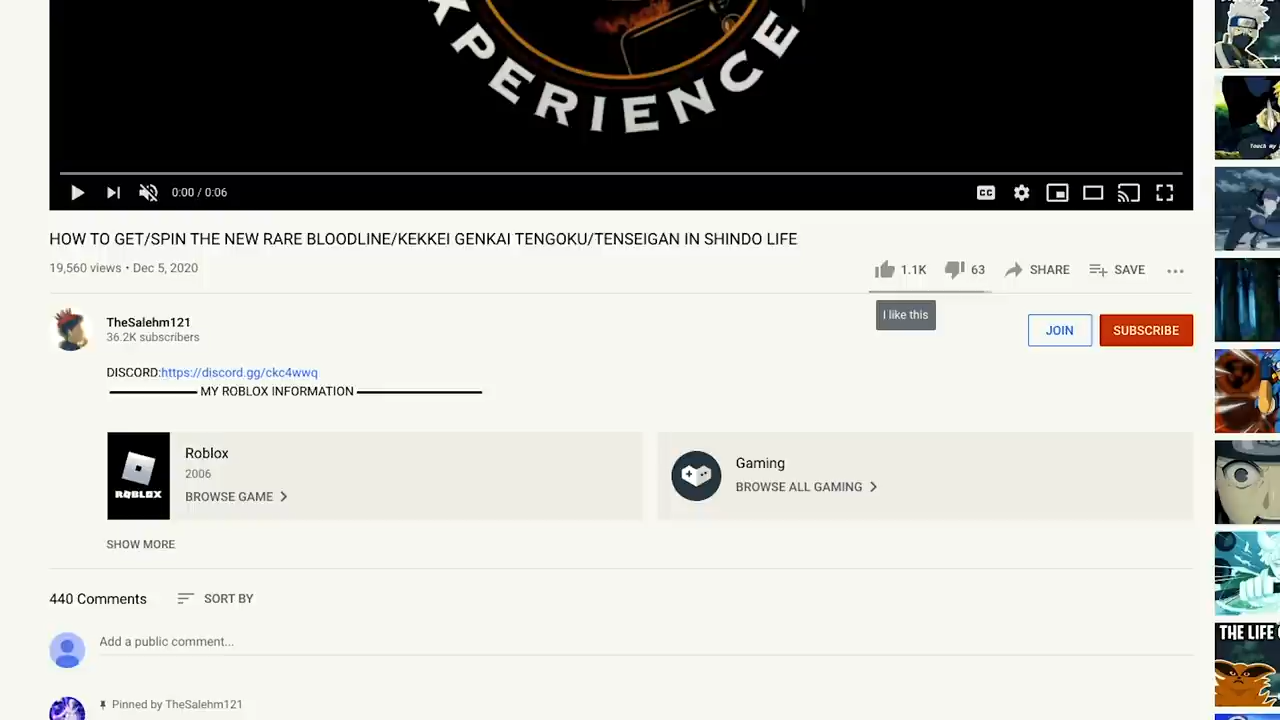 XPERIENCE
0:00 / 0:06
CC
HOW TO GET/SPIN THE NEW RARE BLOODLINE/KEKKEI GENKAI TENGOKU/TENSEIGAN IN SHINDO LIFE
19,560 views • Dec 5, 2020
1.1K
63
SHARE
SAVE
I like this
TheSalehm121
36.2K subscribers
JOIN
SUBSCRIBE
DISCORD:https://discord.gg/ckc4wwq
MY ROBLOX INFORMATION
ROBLOX
Roblox
2006
BROWSE GAME
Gaming
BROWSE ALL GAMING
SHOW MORE
440 Comments
SORT BY
Add a public comment...
Pinned by TheSalehm121
THE LIFE